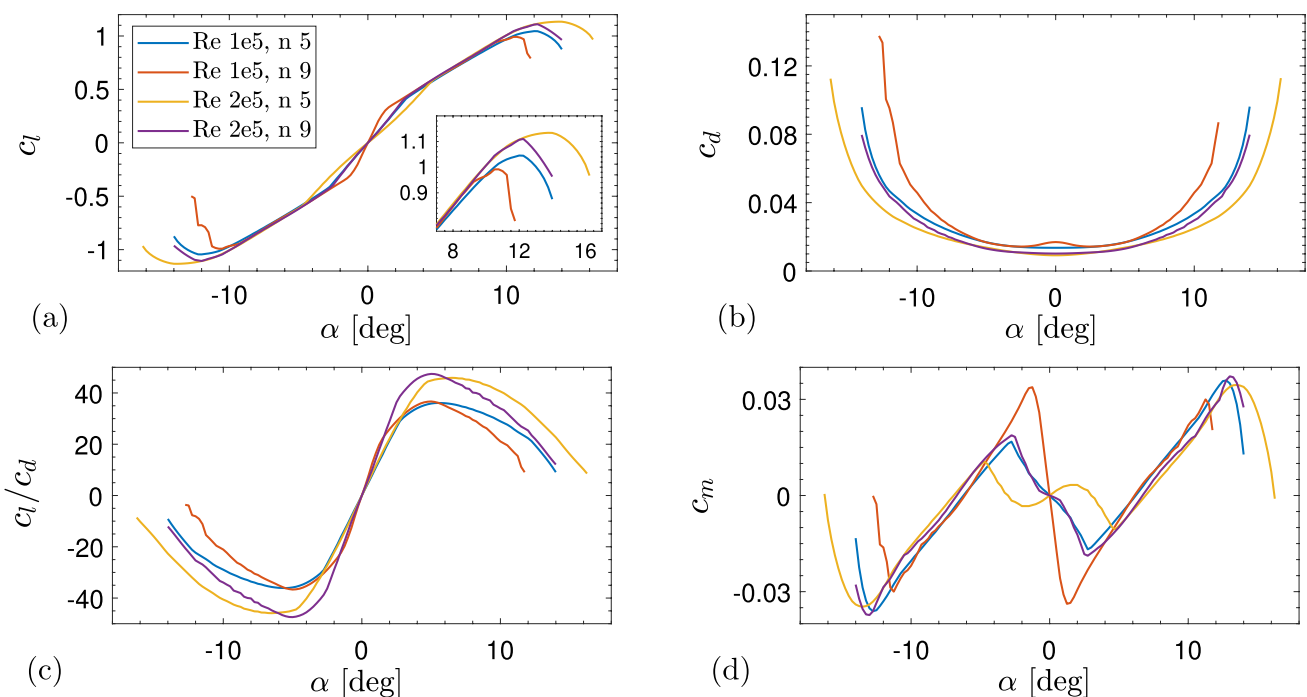 1
0.5
0
-0.5
-1
c_l
Re 1e5, n 5
Re 1e5, n 9
Re 2e5, n 5
Re 2e5, n 9
1.1
1
0.9
8 12 16
-10 0 10
(a)
α [deg]
0.12
0.08
0.04
0
c_d
-10 0 10
(b)
α [deg]
40
20
0
-20
-40
c_l/c_d
-10 0 10
(c)
α [deg]
0.03
0
-0.03
c_m
-10 0 10
(d)
α [deg]